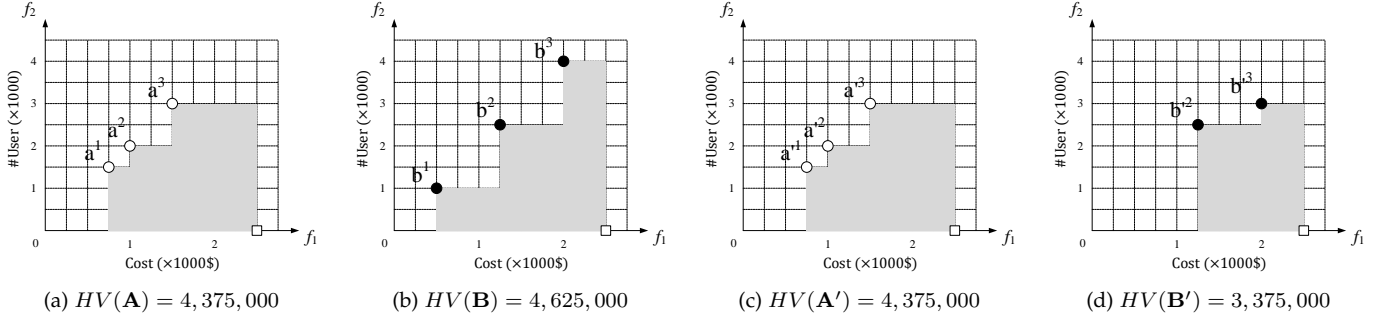 f₂
4
3
2
1
0
1
2
f₁
#User (×1000)
Cost (×1000$)
a¹
a²
a³
(a) HV(A) = 4,375,000
f₂
4
3
2
1
0
1
2
f₁
#User (×1000)
Cost (×1000$)
b¹
b²
b³
(b) HV(B) = 4,625,000
f₂
4
3
2
1
0
1
2
f₁
#User (×1000)
Cost (×1000$)
a'¹
a'²
a'³
(c) HV(A′) = 4,375,000
f₂
4
3
2
1
0
1
2
f₁
#User (×1000)
Cost (×1000$)
b'²
b'³
(d) HV(B′) = 3,375,000